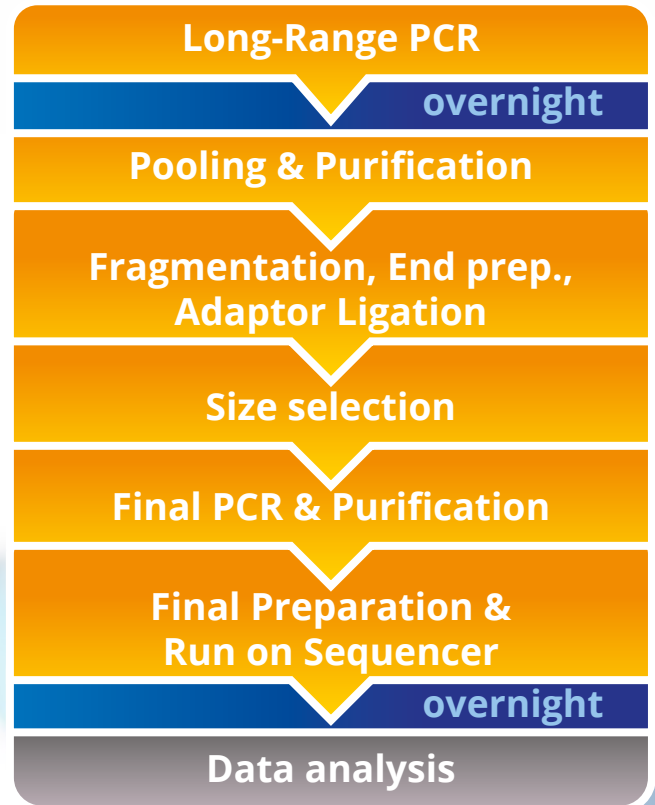 Long-Range PCR
overnight
Pooling & Purification
Fragmentation, End prep.,
Adaptor Ligation
Size selection
Final PCR & Purification
Final Preparation &
Run on Sequencer
overnight
Data analysis